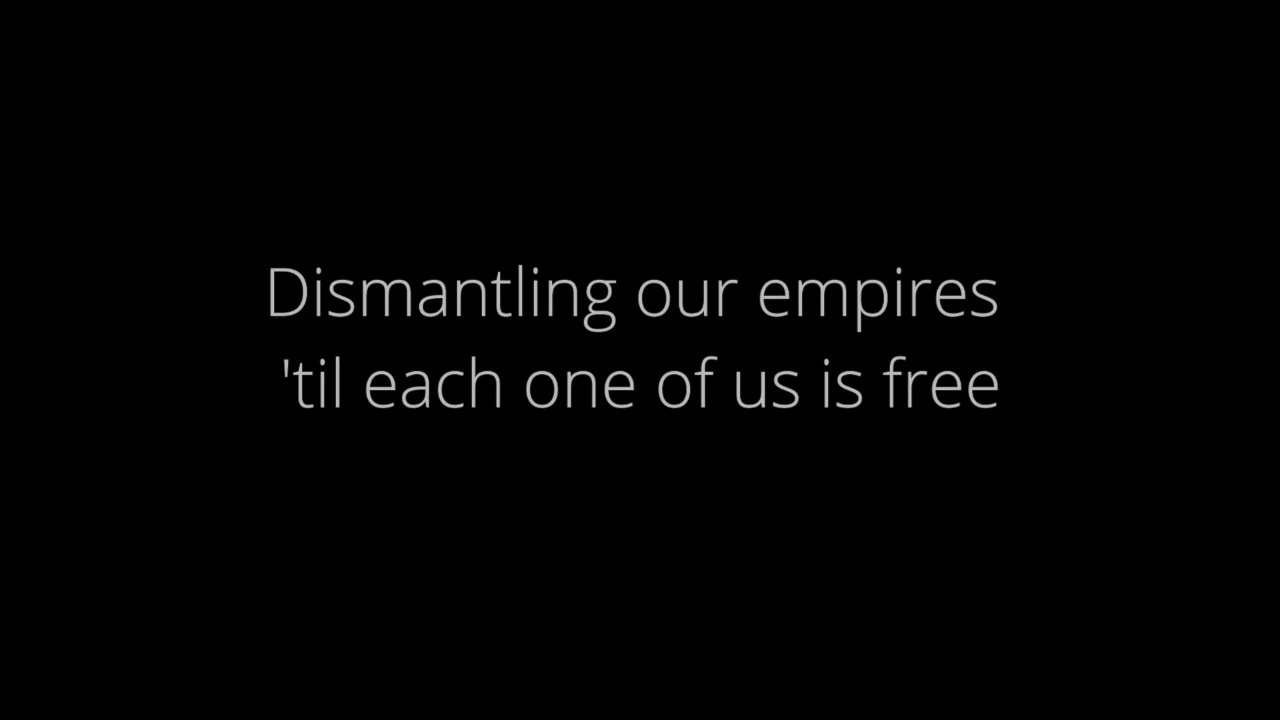 Dismantling our empires
'til each one of us is free